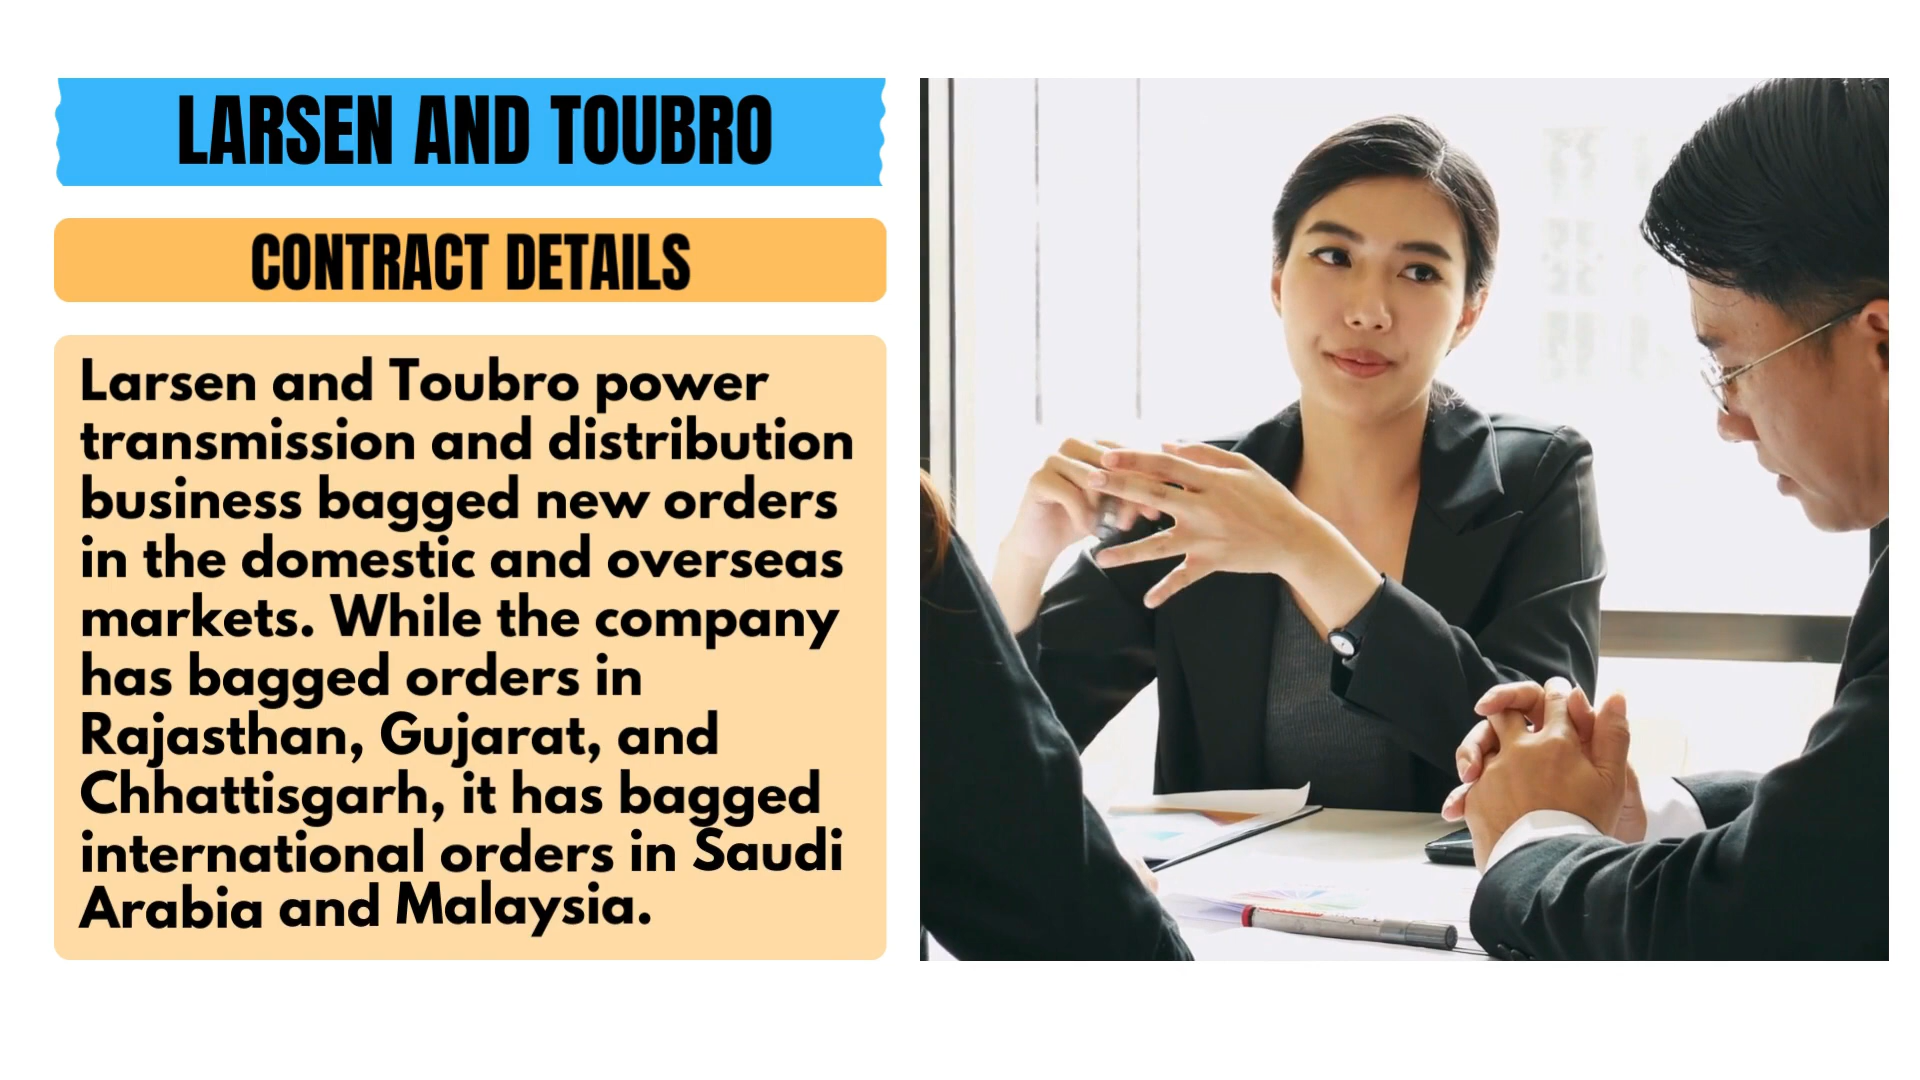 LARSEN AND TOUBRO
CONTRACT DETAILS
Larsen and Toubro power
transmission and distribution
business bagged new orders
in the domestic and overseas
markets. While the company
has bagged orders in
Rajasthan, Gujarat, and
Chhattisgarh, it has bagged
international orders in Saudi
Arabia and Malaysia.